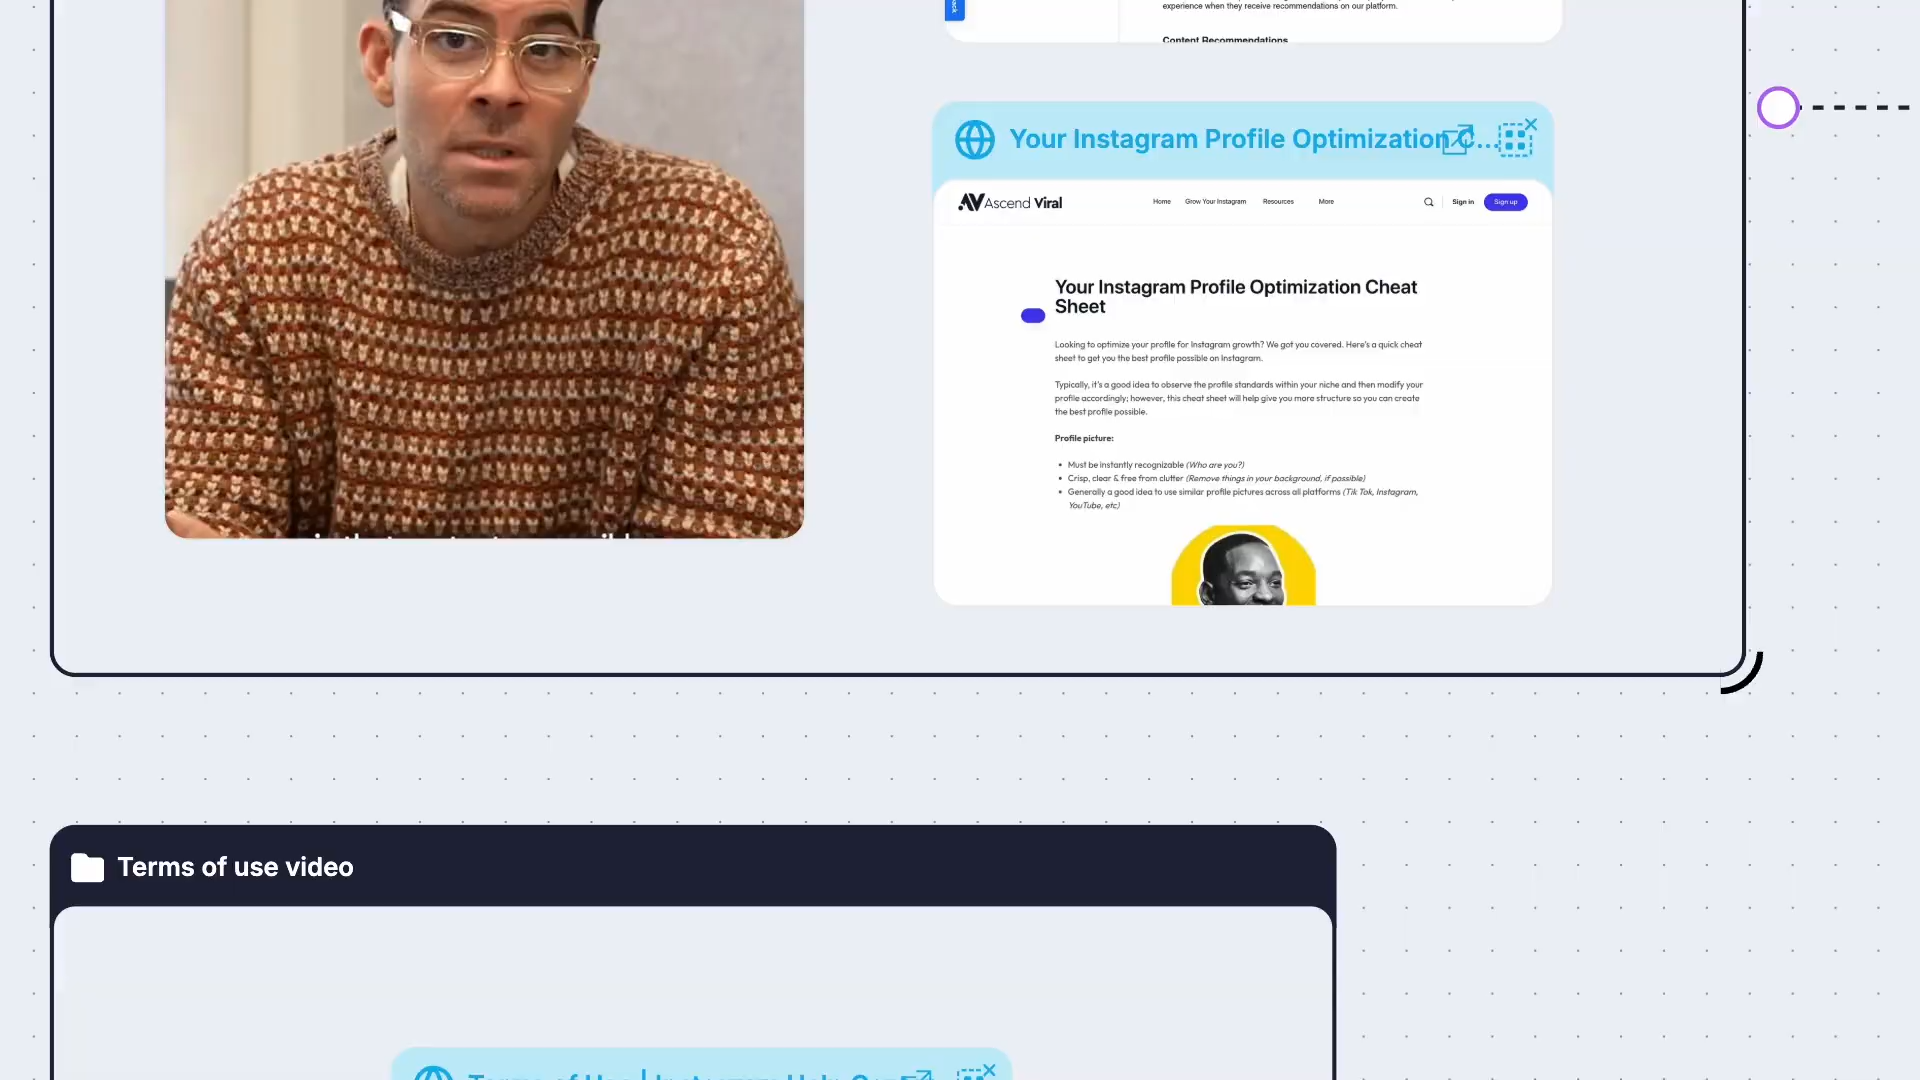 experience when they receive recommendations on our platform.
Content Recommendations
Your Instagram Profile Optimization C...
Ascend Viral
Home
Grow Your Instagram
Resources
More
Sign in
Sign up
Your Instagram Profile Optimization Cheat
Sheet
Looking to optimize your profile for Instagram growth? We got you covered. Here's a quick cheat
sheet to get you the best profile possible on Instagram.
Typically, it's a good idea to observe the profile standards within your niche and then modify your
profile accordingly; however, this cheat sheet will help give you more structure so you can create
the best profile possible.
Profile picture:
• Must be instantly recognizable (Who are you?)
• Crisp, clear & free from clutter (Remove things in your background, if possible)
• Generally a good idea to use similar profile pictures across all platforms (Tik Tok, Instagram,
YouTube, etc)
Terms of use video
Terms of Use | Instagram Help